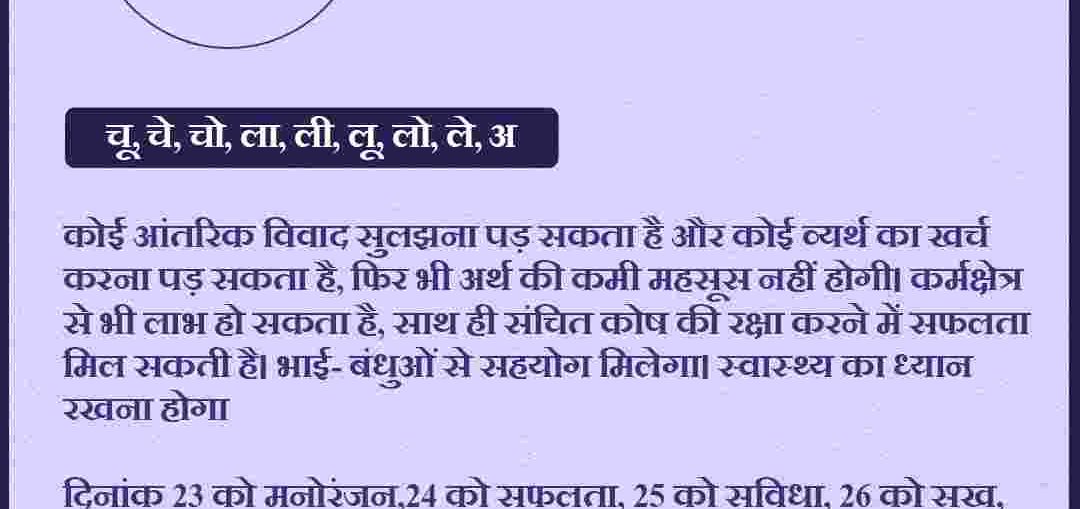 चू, चे, चो, ला, ली, लू, लो, ले, अ
कोई आंतरिक विवाद सुलझना पड़ सकता है और कोई व्यर्थ का खर्च
करना पड़ सकता है, फिर भी अर्थ की कमी महसूस नहीं होगी। कर्मक्षेत्र
से भी लाभ हो सकता है, साथ ही संचित कोष की रक्षा करने में सफलता
मिल सकती है। भाई- बंधुओं से सहयोग मिलेगा। स्वास्थ्य का ध्यान
रखना होगा
दिनांक 23 को मनोरंजन,24 को सफलता, 25 को सुविधा, 26 को सुख,